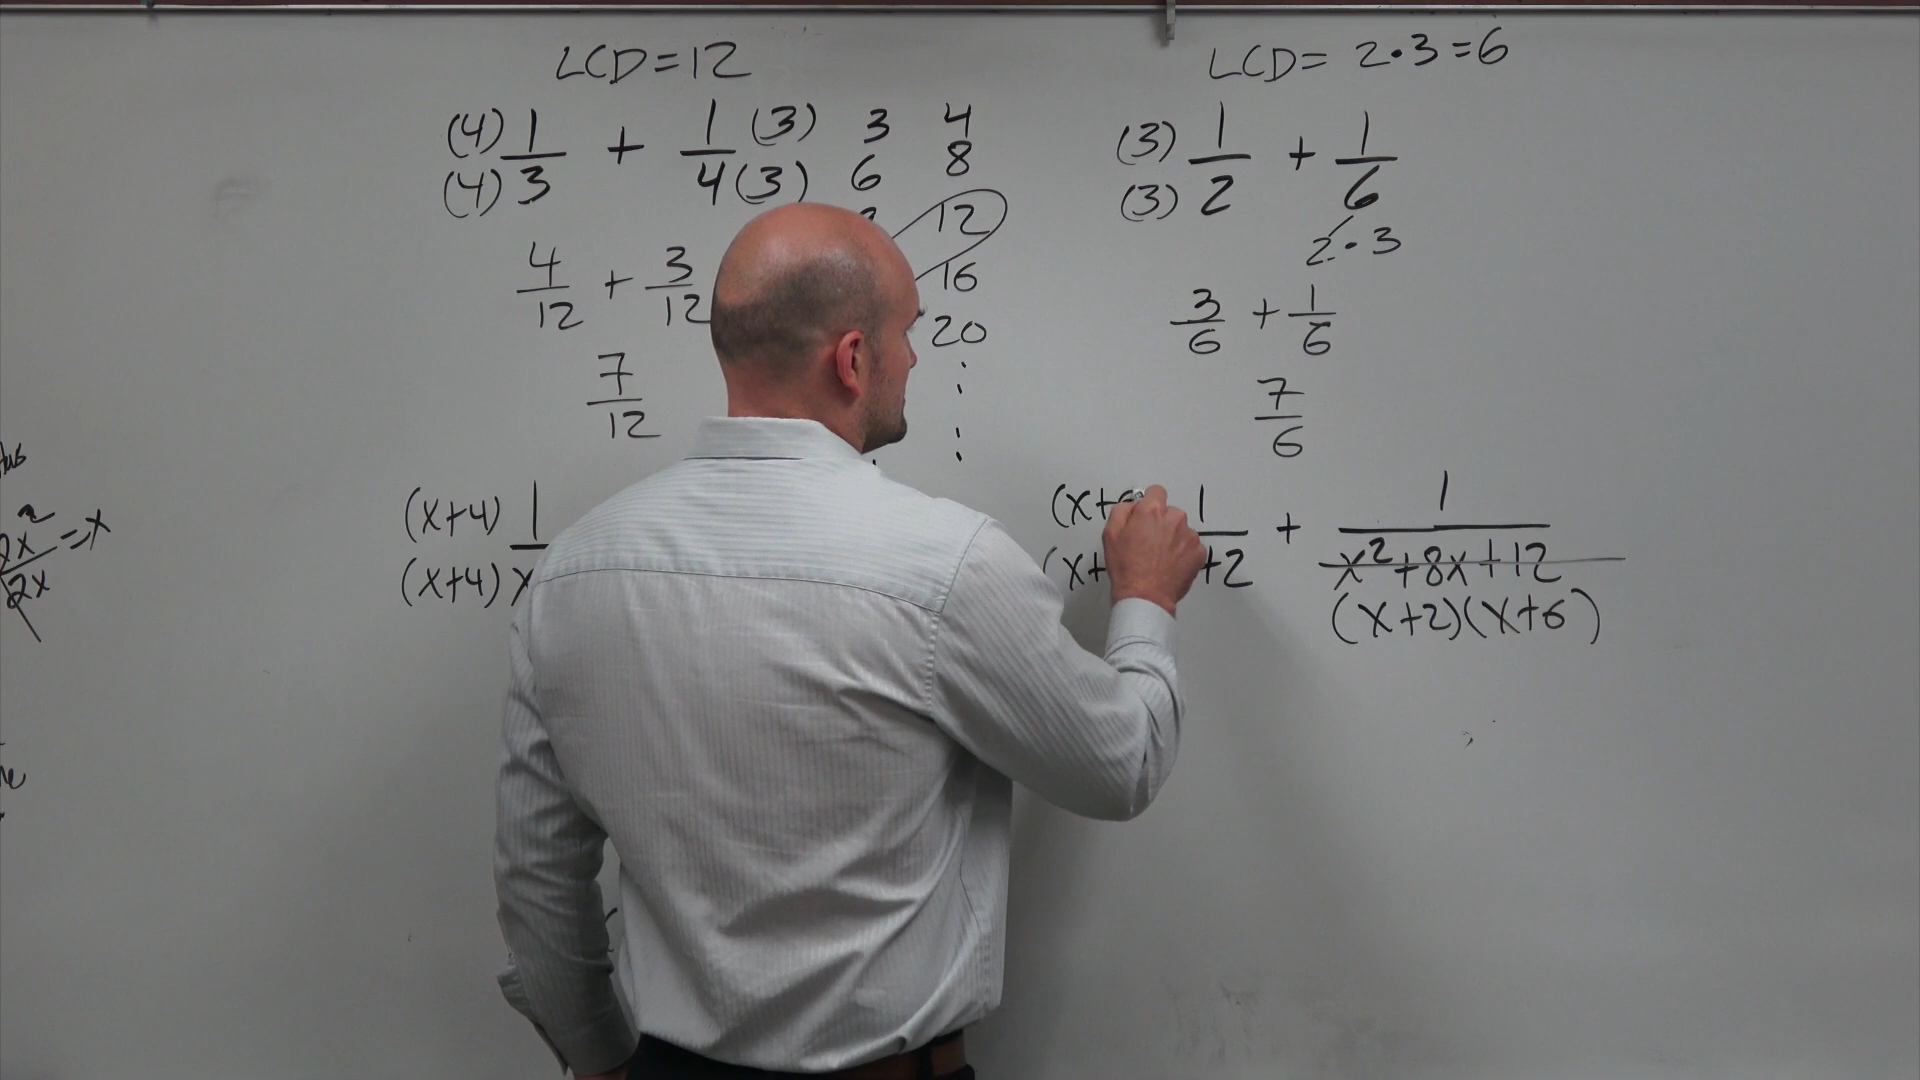 LCD=12
(4) 1/(4) 3 + 1 (3)/4 (3)
3 4
6 8
12
16
20
4/12 + 3/12
7/12
(x+4) 1
(x+4) x
LCD= 2·3=6
(3) 1/(3) 2 + 1/6
2·3
3/6 + 1/6
7/6
(x+ 1 + 1
(x+ +2 x²+8x+12
(x+2)(x+6)
2x²/2x =x